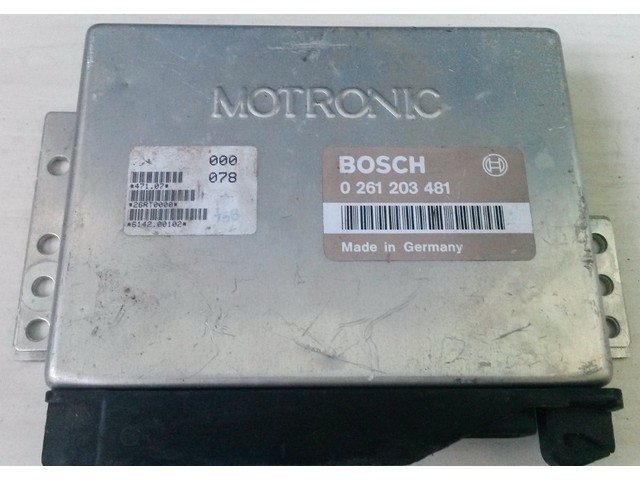 MOTRONIC
000
078
*471.07*
*26RT0000*
*6142.00102*
BOSCH
0 261 203 481
Made in Germany